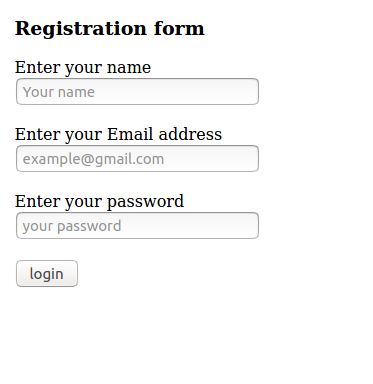 Registration form
Enter your name
Your name
Enter your Email address
example@gmail.com
Enter your password
your password
login